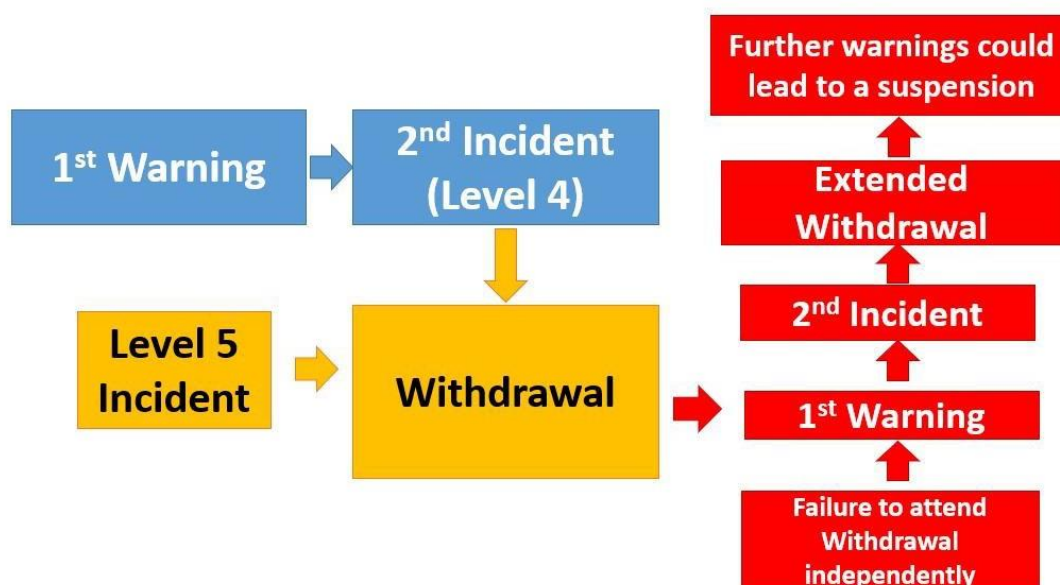 1st Warning
2nd Incident
(Level 4)
Level 5
Incident
Withdrawal
Further warnings could
lead to a suspension
Extended
Withdrawal
2nd Incident
1st Warning
Failure to attend
Withdrawal
independently